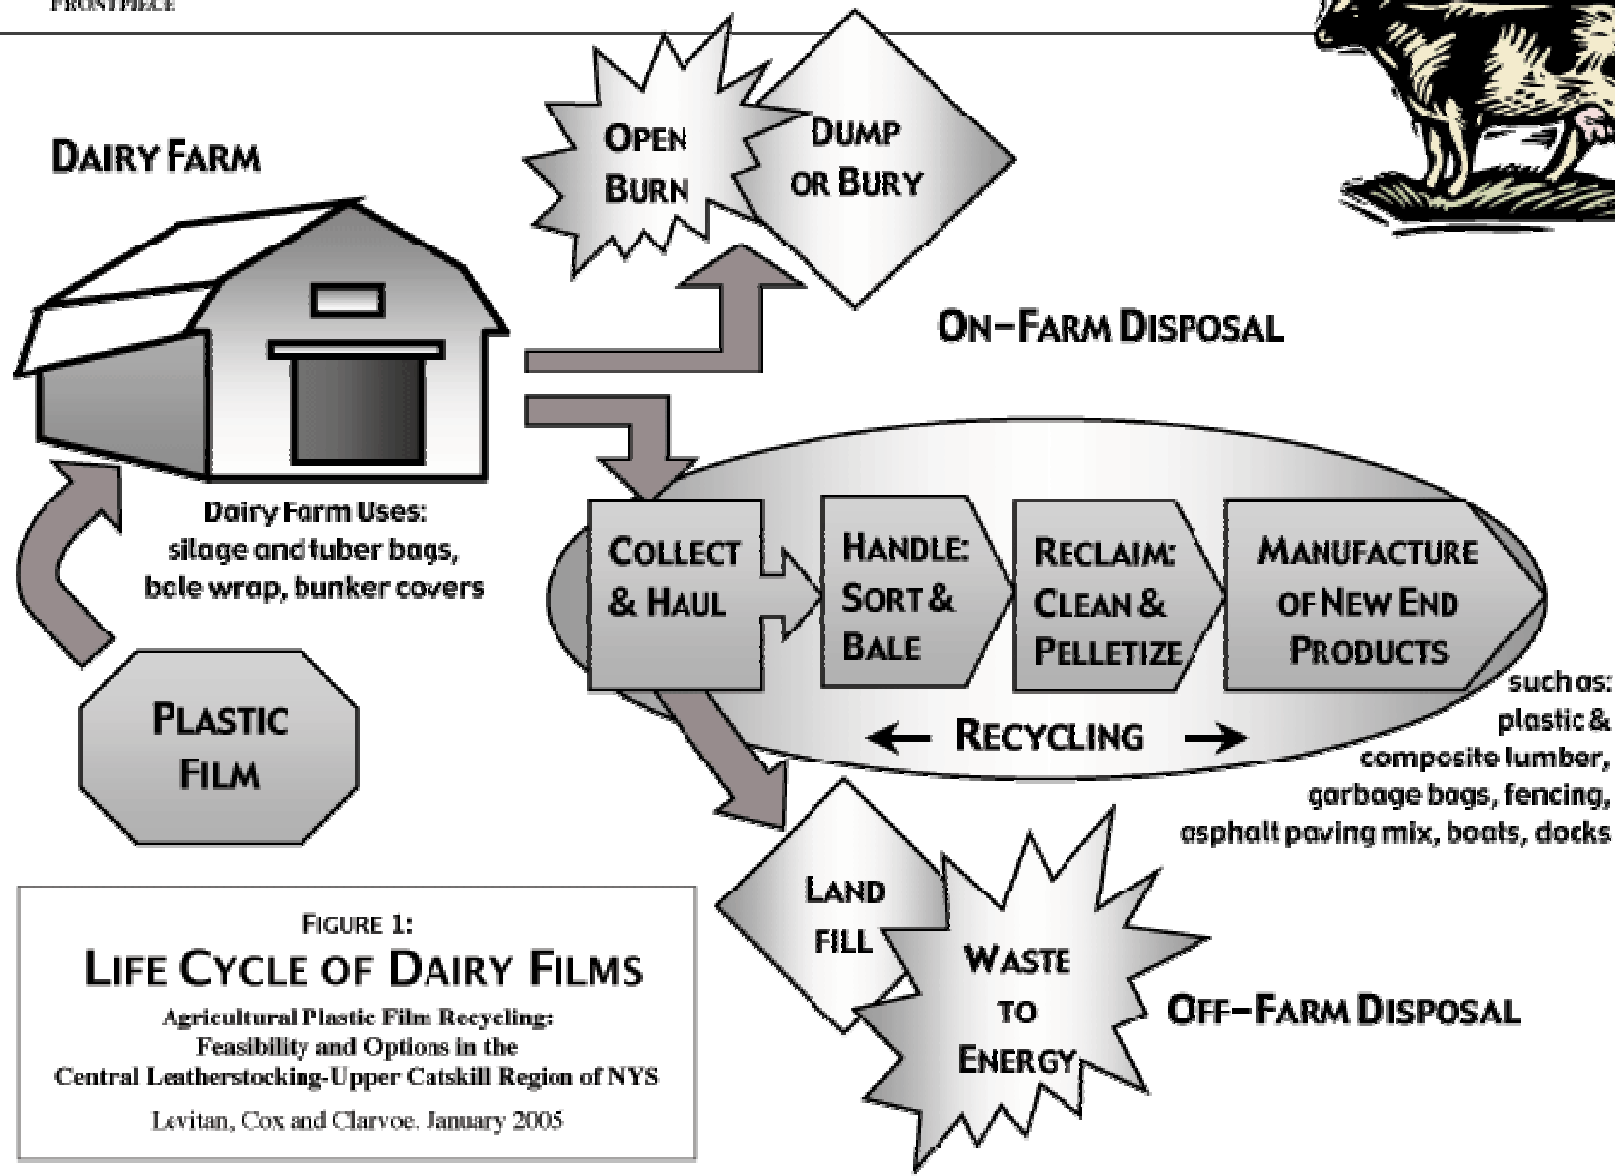 FRONTPIECE
DAIRY FARM
OPEN
BURN
DUMP
OR BURY
ON-FARM DISPOSAL
Dairy Farm Uses:
silage and tuber bags,
bale wrap, bunker covers
PLASTIC
FILM
COLLECT
& HAUL
HANDLE:
SORT &
BALE
RECLAIM:
CLEAN &
PELLETIZE
MANUFACTURE
OF NEW END
PRODUCTS
such as:
plastic &
composite lumber,
garbage bags, fencing,
asphalt paving mix, boats, docks
RECYCLING
LAND
FILL
WASTE
TO
ENERGY
OFF-FARM DISPOSAL
FIGURE 1:
LIFE CYCLE OF DAIRY FILMS
Agricultural Plastic Film Recycling:
Feasibility and Options in the
Central Leatherstocking-Upper Catskill Region of NYS
Levitan, Cox and Clarvoe. January 2005